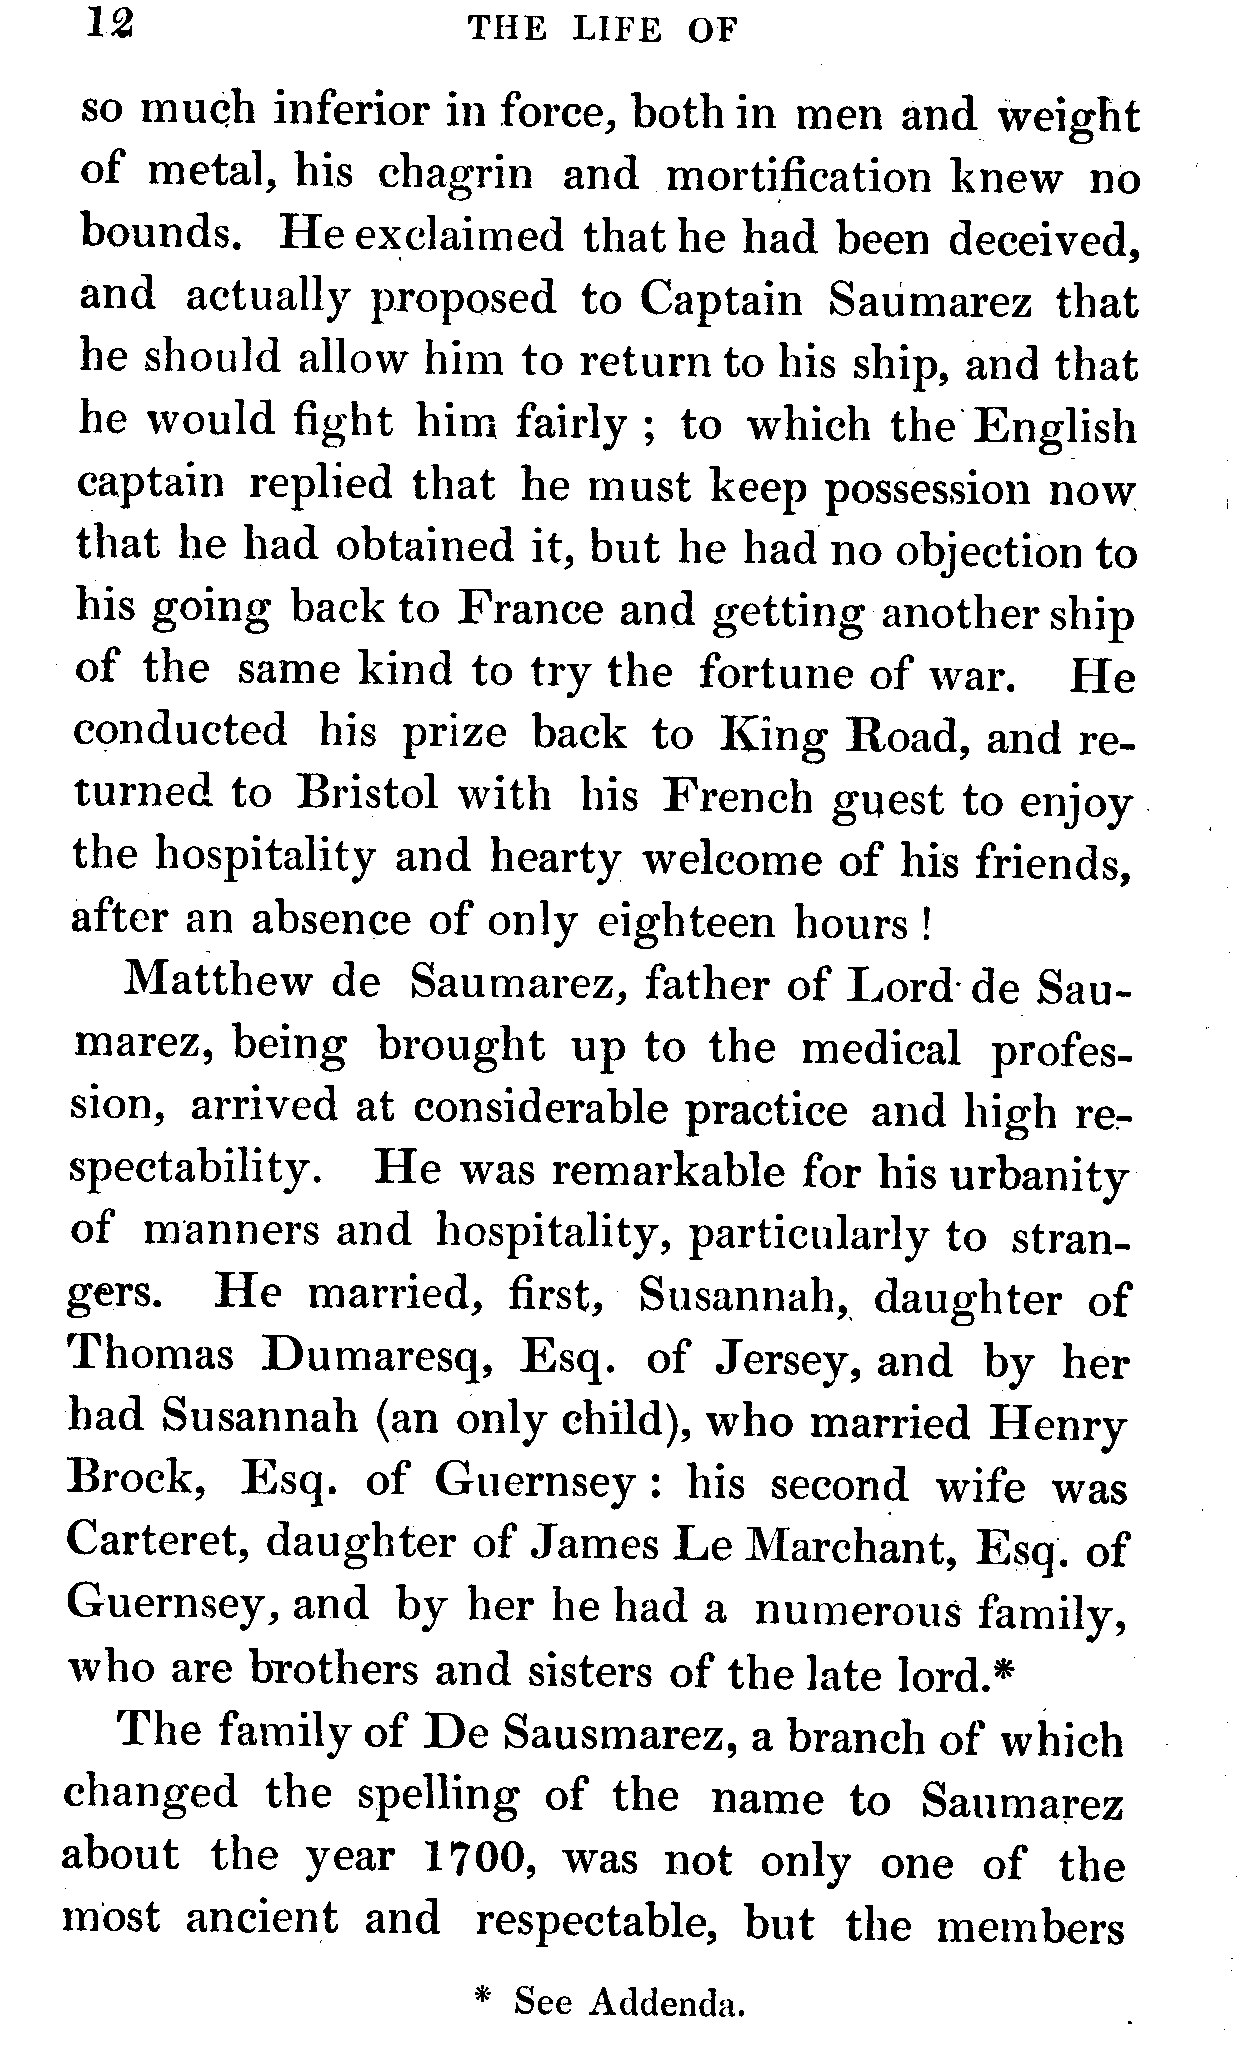 12 THE LIFE OF
so much inferior in force, both in men and weight
of metal, his chagrin and mortification knew no
bounds. He exclaimed that he had been deceived,
and actually proposed to Captain Saumarez that
he should allow him to return to his ship, and that
he would fight him fairly ; to which the English
captain replied that he must keep possession now
that he had obtained it, but he had no objection to
his going back to France and getting another ship
of the same kind to try the fortune of war. He
conducted his prize back to King Road, and re-
turned to Bristol with his French guest to enjoy
the hospitality and hearty welcome of his friends,
after an absence of only eighteen hours !
Matthew de Saumarez, father of Lord de Sau-
marez, being brought up to the medical profes-
sion, arrived at considerable practice and high re-
spectability. He was remarkable for his urbanity
of manners and hospitality, particularly to stran-
gers. He married, first, Susannah, daughter of
Thomas Dumaresq, Esq. of Jersey, and by her
had Susannah (an only child), who married Henry
Brock, Esq. of Guernsey : his second wife was
Carteret, daughter of James Le Marchant, Esq. of
Guernsey, and by her he had a numerous family,
who are brothers and sisters of the late lord.*
The family of De Sausmarez, a branch of which
changed the spelling of the name to Saumarez
about the year 1700, was not only one of the
most ancient and respectable, but the members
* See Addenda.